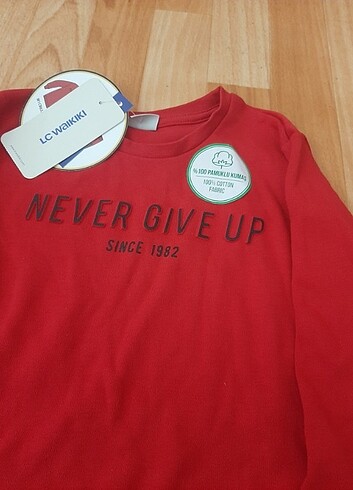 LC WAIKIKI
%100 PAMUKLU KUMAŞ
100% COTTON
FABRIC
NEVER GIVE UP
SINCE 1982